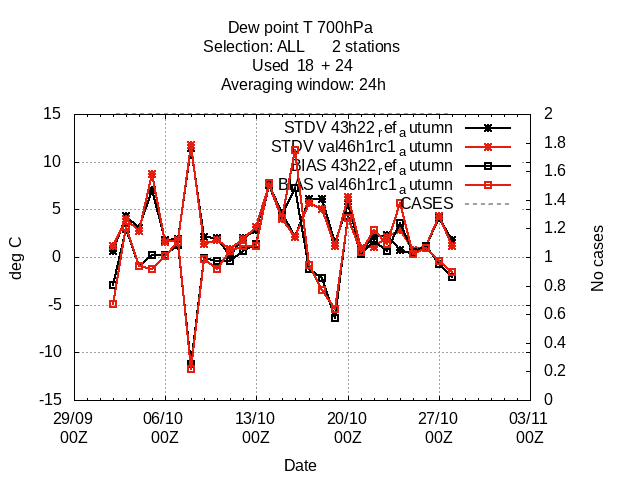 Dew point T 700hPa
Selection: ALL 2 stations
Used 18 + 24
Averaging window: 24h
STDV 43h22_ref_autumn
STDV val46h1rc1_autumn
BIAS 43h22_ref_autumn
BIAS val46h1rc1_autumn
CASES
15
10
5
0
-5
-10
-15
deg C
2
1.8
1.6
1.4
1.2
1
0.8
0.6
0.4
0.2
0
No cases
29/09 06/10 13/10 20/10 27/10 03/11
00Z 00Z 00Z 00Z 00Z 00Z
Date